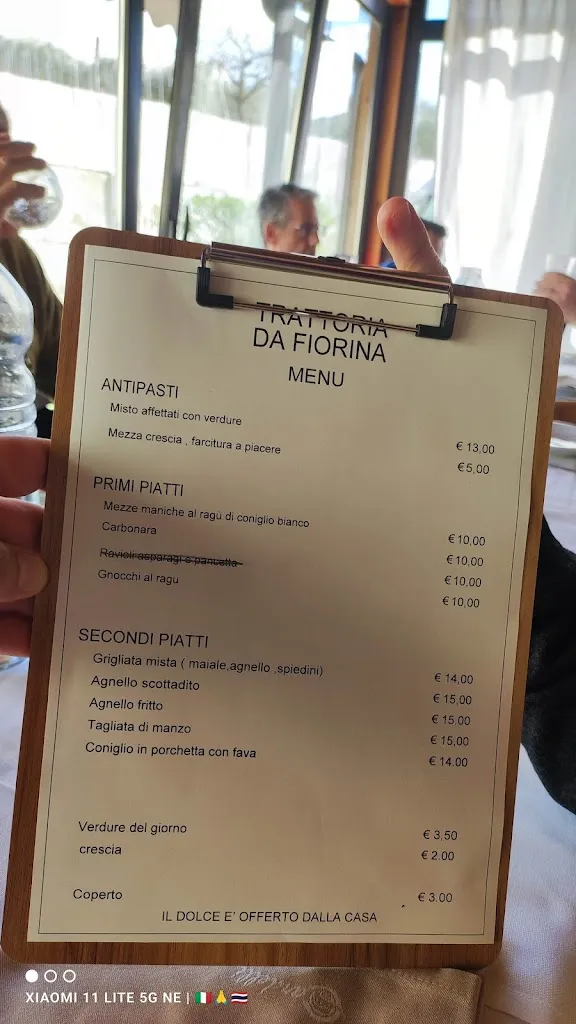 TRATTORIA
DA FIORINA
MENU
ANTIPASTI
Misto affettati con verdure € 13,00
Mezza crescia , farcitura a piacere €5,00
PRIMI PIATTI
Mezze maniche al ragù di coniglio bianco € 10,00
Carbonara € 10,00
Ravioli asparagi e pancetta € 10,00
Gnocchi al ragu € 10,00
SECONDI PIATTI
Grigliata mista ( maiale,agnello ,spiedini) € 14,00
Agnello scottadito € 15,00
Agnello fritto € 15.00
Tagliata di manzo € 15,00
Coniglio in porchetta con fava € 14.00
Verdure del giorno € 3,50
crescia € 2.00
Coperto € 3.00
IL DOLCE E' OFFERTO DALLA CASA
XIAOMI 11 LITE 5G NE | 🇮🇹🙏🇹🇭